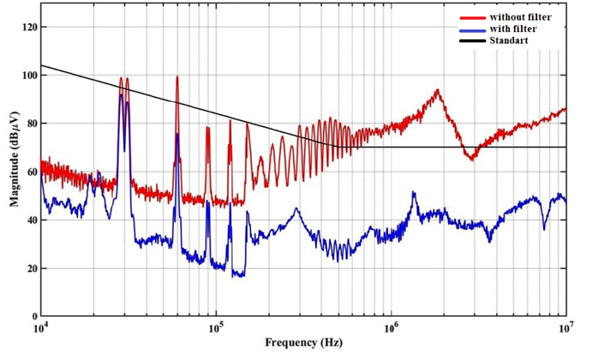 without filter
with filter
Standart
Magnitude (dBµV)
120
100
80
60
40
20
0
10^4
10^5
10^6
10^7
Frequency (Hz)